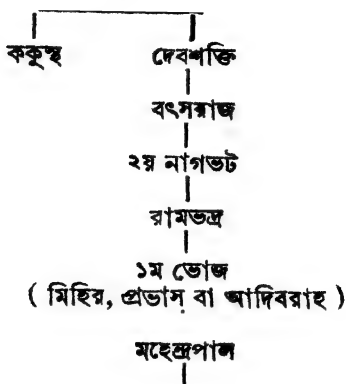 ককুস্থ দেবশক্তি
বৎসরাজ
২য় নাগভট
রামভদ্র
১ম ভোজ
( মিহির, প্রভাস বা আদিবরাহ )
মহেন্দ্রপাল